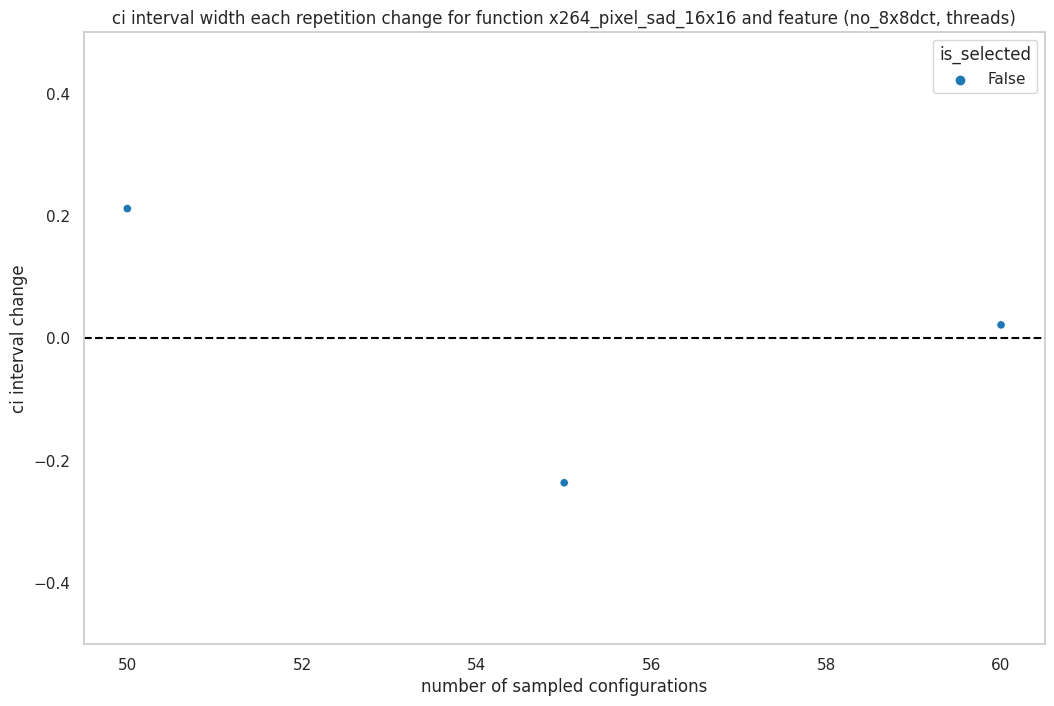 ci interval width each repetition change for function x264_pixel_sad_16x16 and feature (no_8x8dct, threads)
is_selected
False
0.4
0.2
0.0
−0.2
−0.4
ci interval change
50 52 54 56 58 60
number of sampled configurations